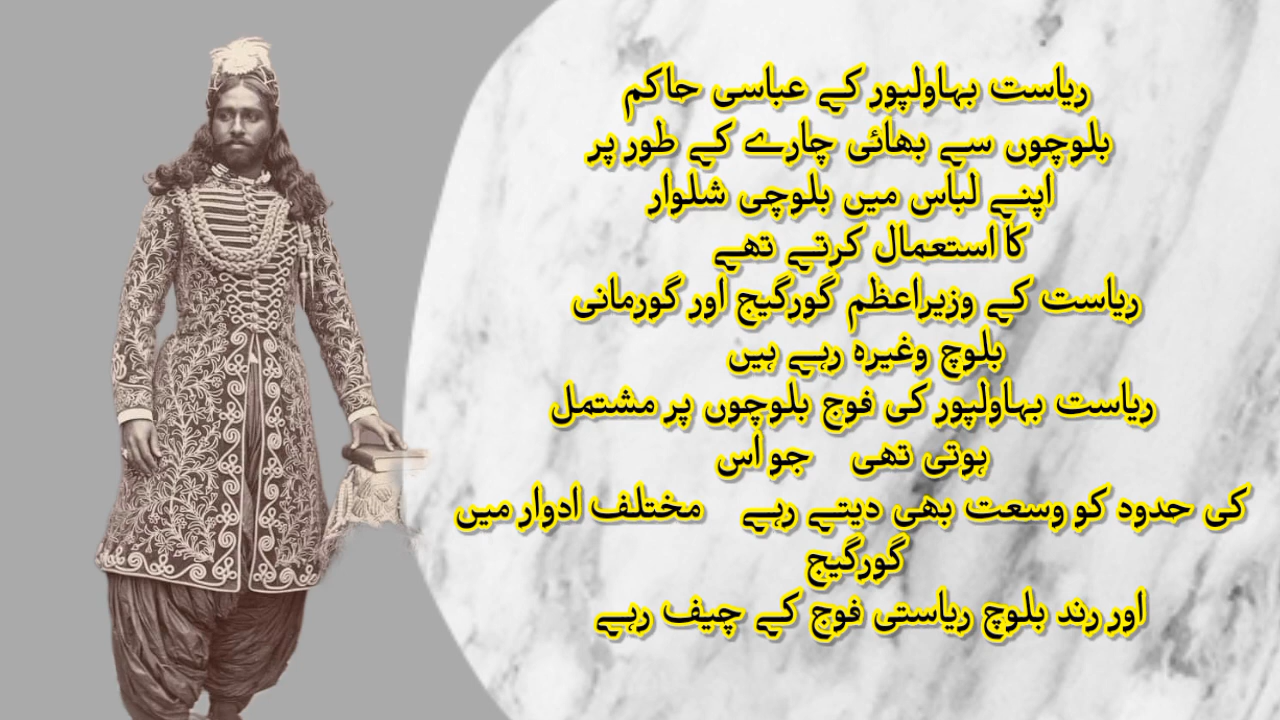 ریاست بہاولپور کے عباسی حاکم
بلوچوں سے بھائی چارے کے طور پر
اپنے لباس میں بلوچی شلوار
کا استعمال کرتے تھے
ریاست کے وزیراعظم گورگیج اور گورمانی
بلوچ وغیرہ رہے ہیں
ریاست بہاولپور کی فوج بلوچوں پر مشتمل
ہوتی تھی جو اس
کی حدود کو وسعت بھی دیتے رہے مختلف ادوار میں
گورگیج
اور رند بلوچ ریاستی فوج کے چیف رہے